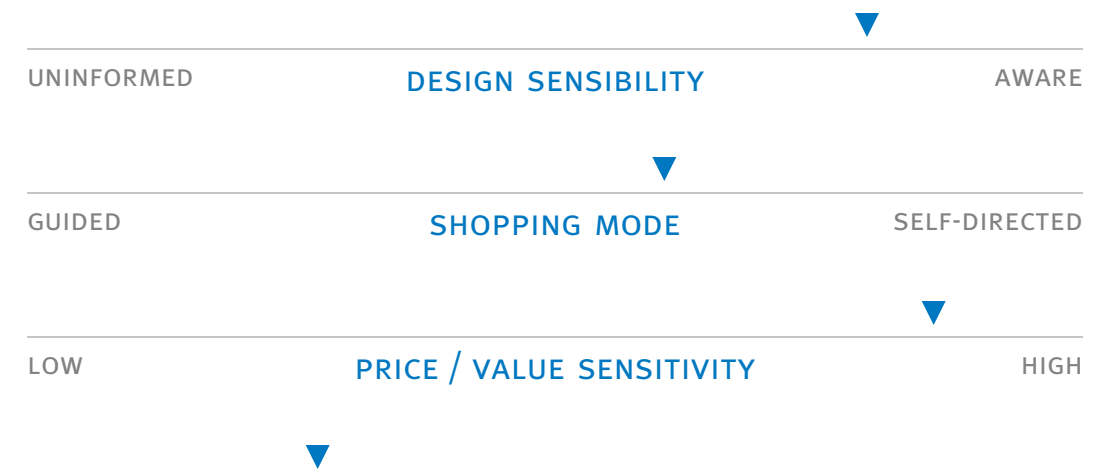 UNINFORMED DESIGN SENSIBILITY AWARE
GUIDED SHOPPING MODE SELF-DIRECTED
LOW PRICE / VALUE SENSITIVITY HIGH